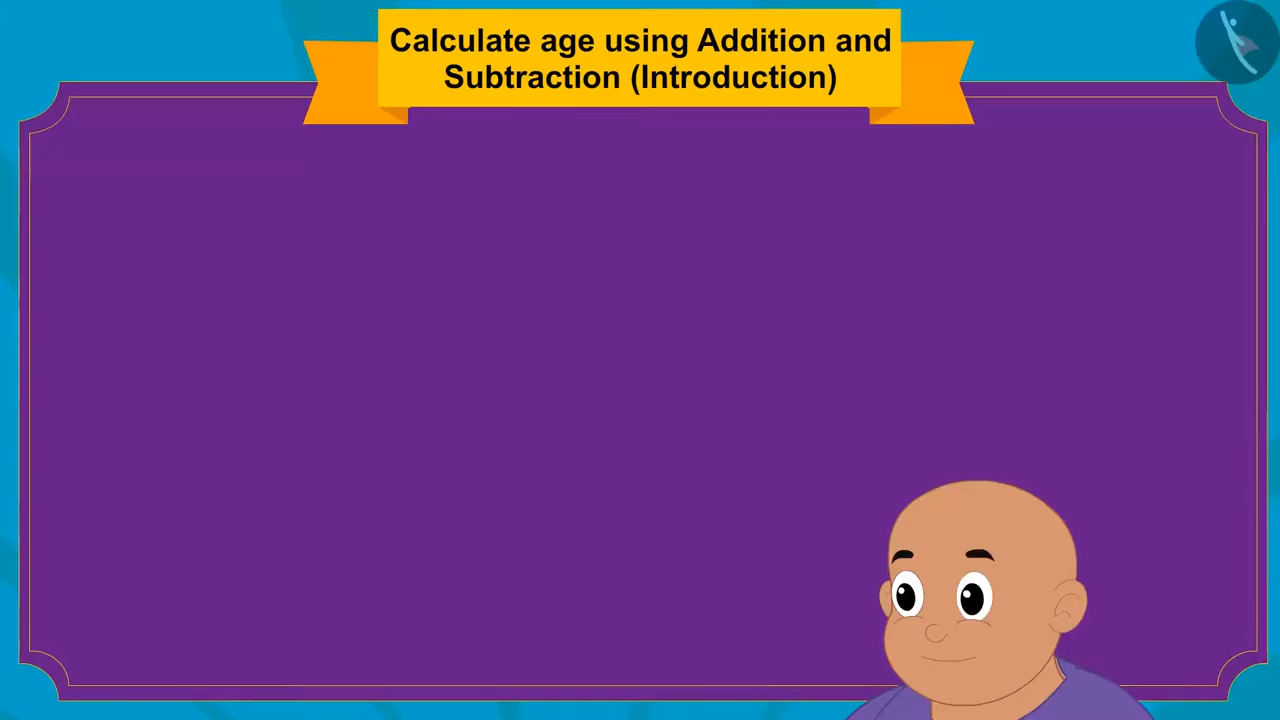 Calculate age using Addition and
Subtraction (Introduction)